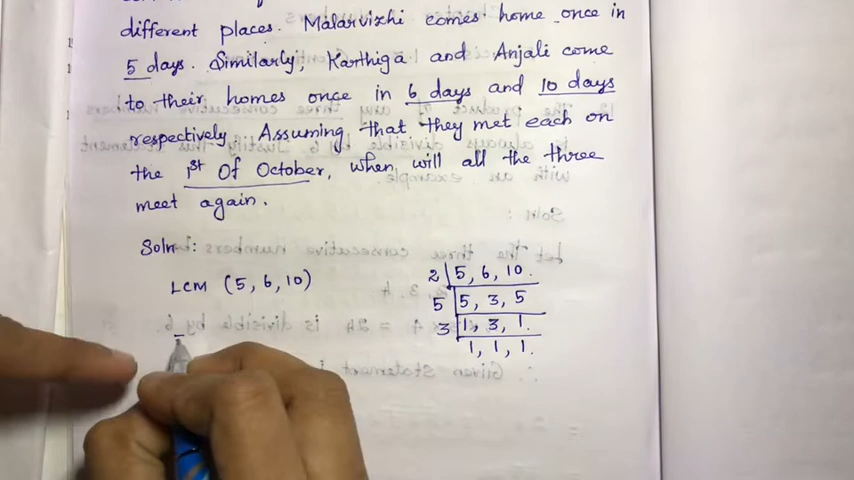 different places. Malarvizhi comes home once in
5 days. Similarly, Karthiga and Anjali come
to their homes once in 6 days and 10 days
respectively. Assuming that they met each on
the 1st Of October, when will all the three
meet again.
Soln :
LCM (5, 6, 10)
2 | 5, 6, 10.
5 | 5, 3, 5
3 | 1, 3, 1.
1, 1, 1.